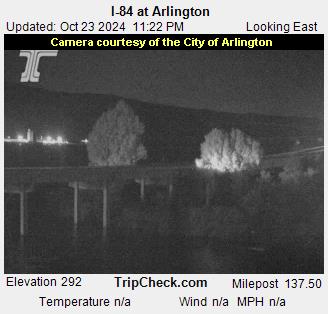 I-84 at Arlington
Updated: Oct 23 2024 11:22 PM Looking East
Camera courtesy of the City of Arlington
Elevation 292 TripCheck.com Milepost 137.50
Temperature n/a Wind n/a MPH n/a